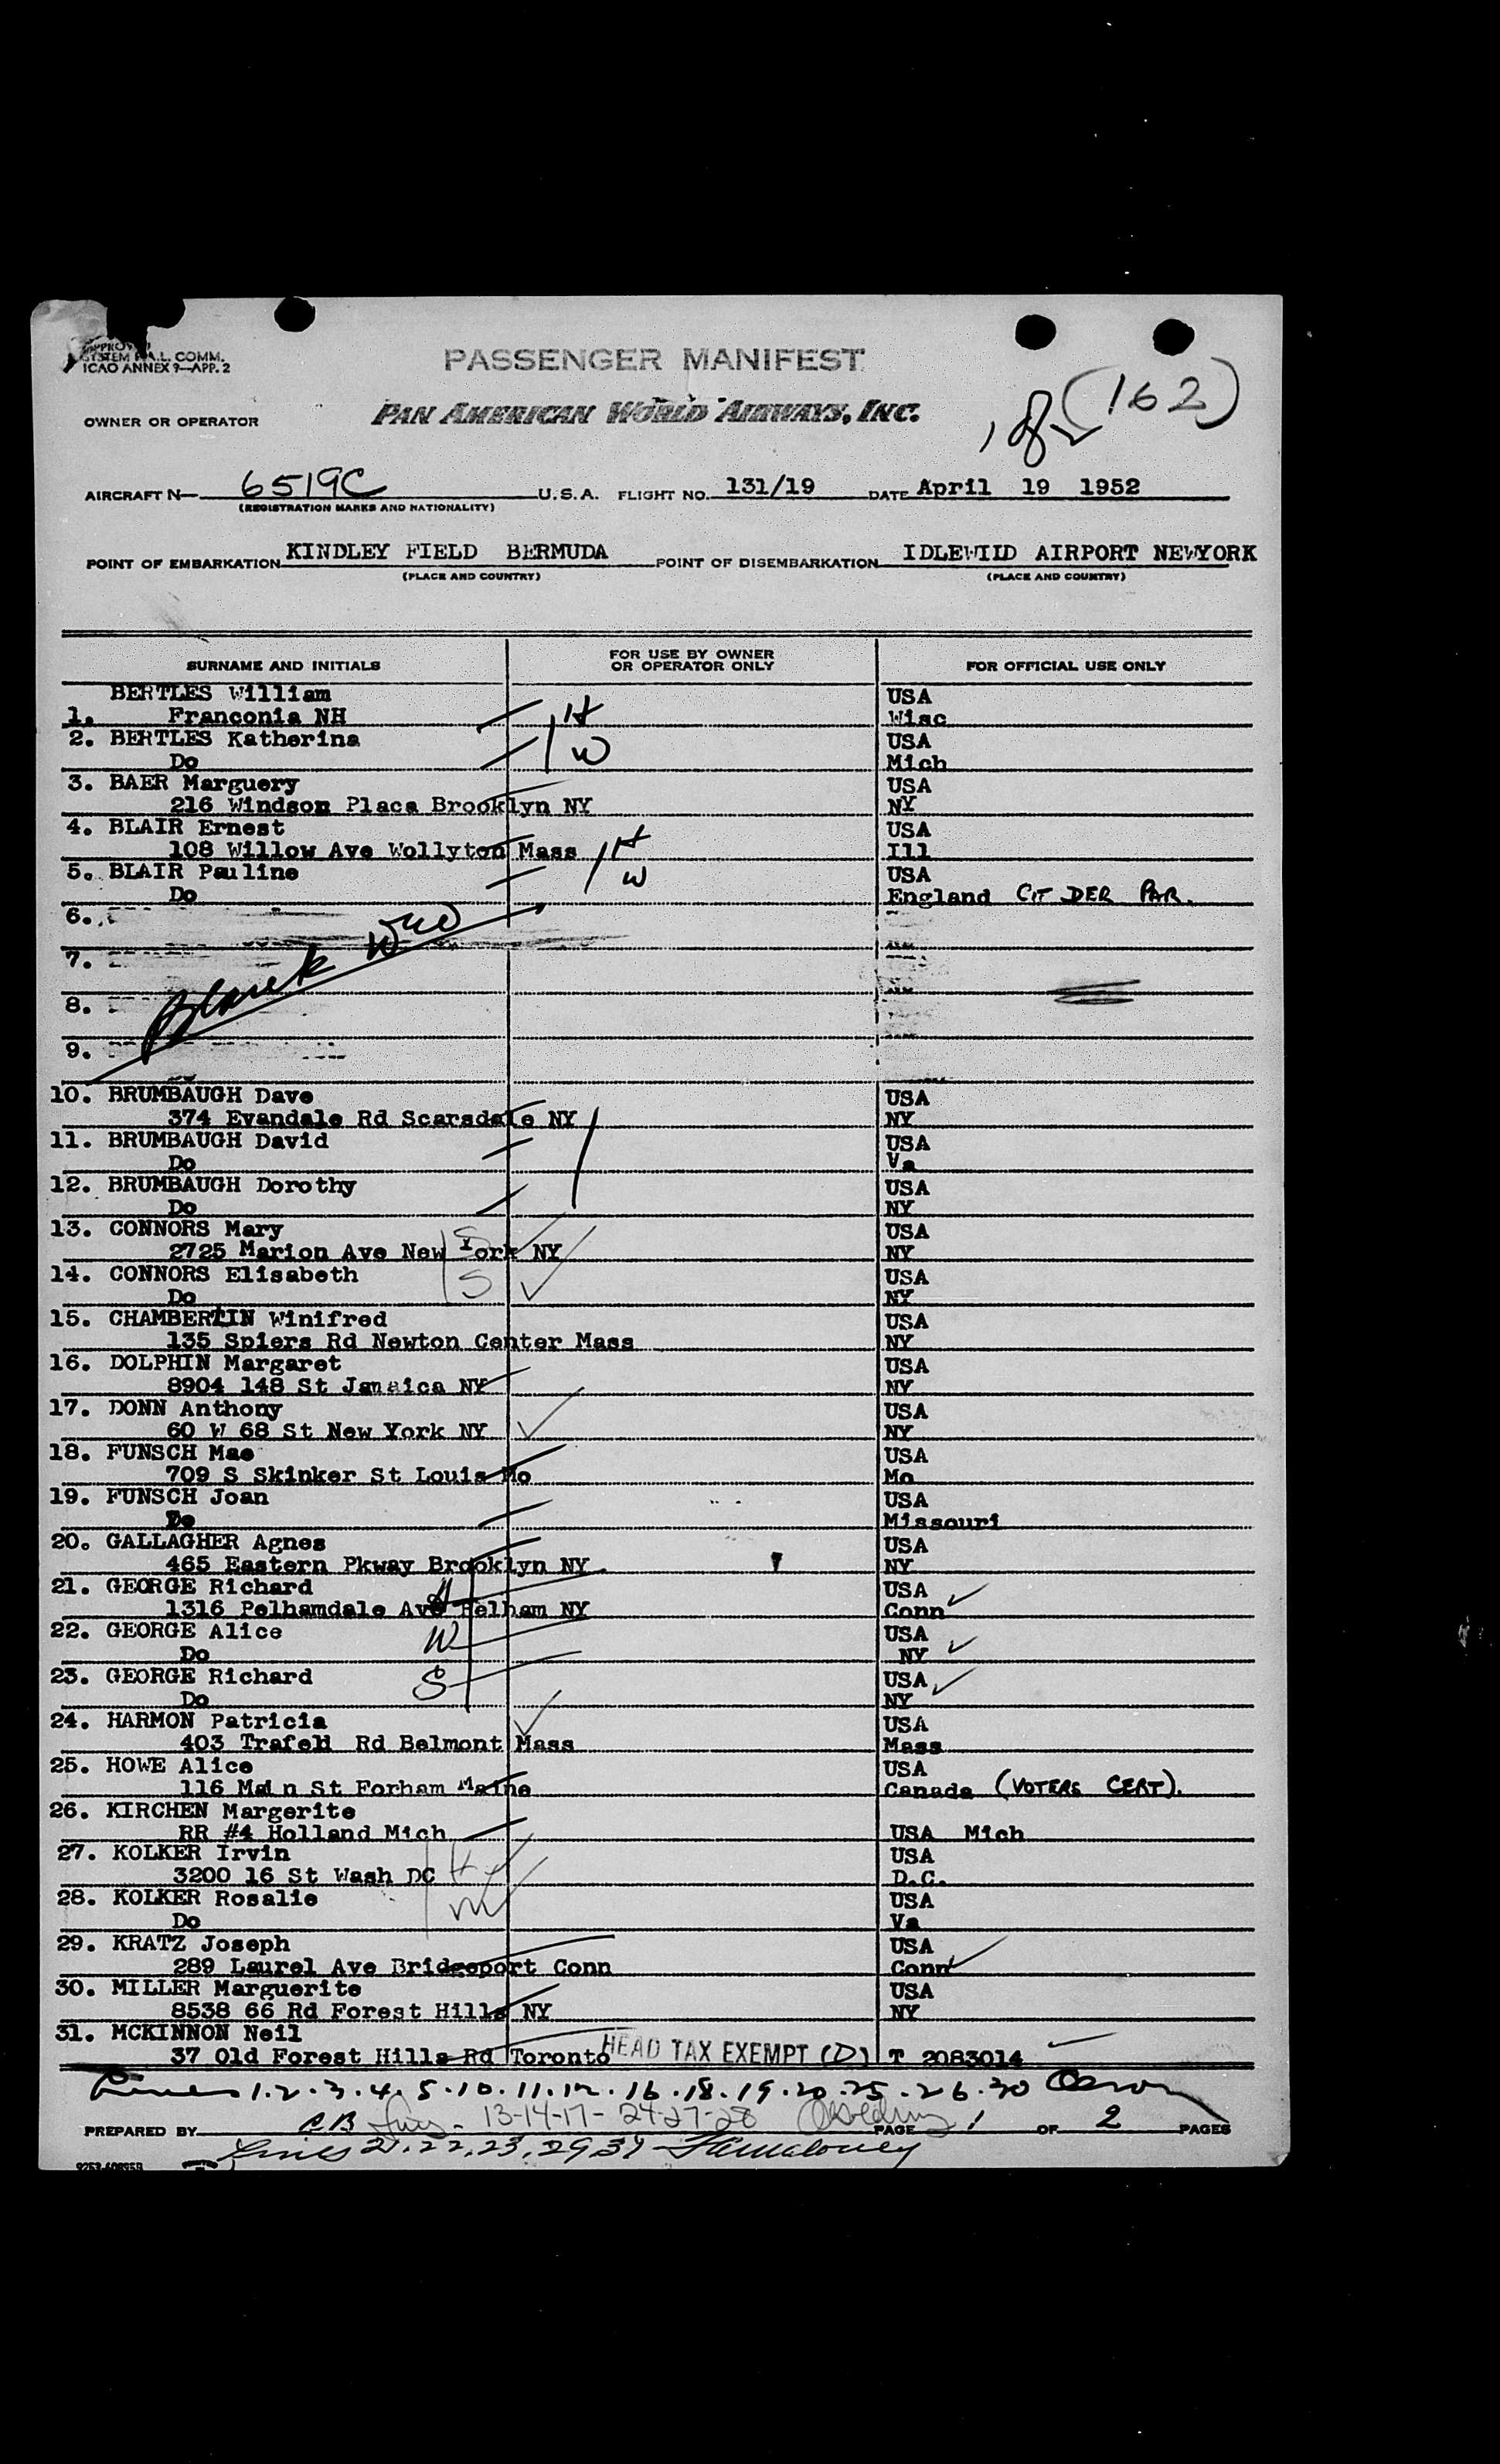 APPROVED
SYSTEM P.A.L. COMM.
ICAO ANNEX 9—APP. 2
PASSENGER MANIFEST
(162)
OWNER OR OPERATOR PAN AMERICAN WORLD AIRWAYS, INC.
AIRCRAFT N— 6519C U.S.A. FLIGHT NO. 131/19 DATE April 19 1952
(REGISTRATION MARKS AND NATIONALITY)
POINT OF EMBARKATION KINDLEY FIELD BERMUDA POINT OF DISEMBARKATION IDLEWILD AIRPORT NEWYORK
(PLACE AND COUNTRY) (PLACE AND COUNTRY)
SURNAME AND INITIALS FOR USE BY OWNER OR OPERATOR ONLY FOR OFFICIAL USE ONLY
BERTLES William USA
1. Franconia NH H Wisc
2. BERTLES Katherina W USA
Do Mich
3. BAER Marguery USA
216 Windson Placa Brooklyn NY NY
4. BLAIR Ernest H USA
108 Willow Ave Wollyton Mass Ill
5. BLAIR Pauline W USA
Do England CIT DER PAR.
6.
7.
8.
9.
10. BRUMBAUGH Dave USA
374 Evandale Rd Scarsdale NY NY
11. BRUMBAUGH David USA
Do Va
12. BRUMBAUGH Dorothy USA
Do NY
13. CONNORS Mary S USA
2725 Marion Ave New York NY NY
14. CONNORS Elisabeth S USA
Do NY
15. CHAMBERTIN Winifred USA
135 Spiers Rd Newton Center Mass NY
16. DOLPHIN Margaret USA
8904 148 St Jamaica NY NY
17. DONN Anthony USA
60 W 68 St New York NY NY
18. FUNSCH Mae USA
709 S Skinker St Louis Mo Mo
19. FUNSCH Joan USA
Do Missouri
20. GALLAGHER Agnes USA
465 Eastern Pkway Brooklyn NY NY
21. GEORGE Richard H USA
1316 Pelhamdale Ave Pelham NY Conn
22. GEORGE Alice W USA
Do NY
23. GEORGE Richard S USA
Do NY
24. HARMON Patricia USA
403 Trafell Rd Belmont Mass Mass
25. HOWE Alice USA
116 Main St Forham Maine Canada (VOTERS CERT).
26. KIRCHEN Margerite
RR #4 Holland Mich USA Mich
27. KOLKER Irvin USA
3200 16 St Wash DC H D.C.
28. KOLKER Rosalie W USA
Do Va
29. KRATZ Joseph USA
289 Laurel Ave Bridgeport Conn Conn
30. MILLER Marguerite USA
8538 66 Rd Forest Hills NY NY
31. MCKINNON Neil
37 Old Forest Hills Rd Toronto HEAD TAX EXEMPT (D) T 2083014
Lines 1.2.3.4.5.10.11.12.16.18.19.20.25.26.30
PREPARED BY CB Lines - 13-14-17- 24-27-28 PAGE 1 OF 2 PAGES
Lines 21.22,23,29,31